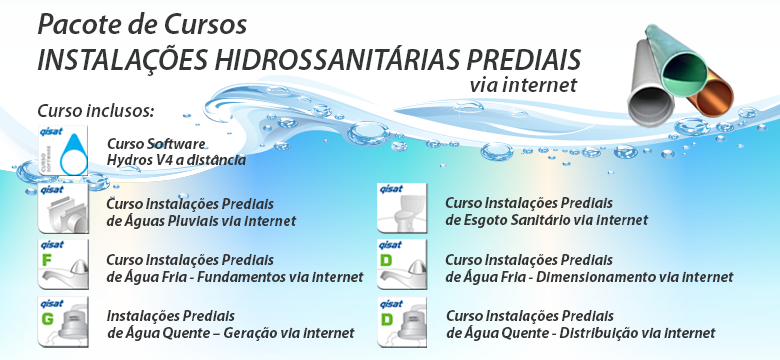 Pacote de Cursos
INSTALAÇÕES HIDROSSANITÁRIAS PREDIAIS
via internet
Curso inclusos:
qisat
CURSO
SOFTWARE
Curso Software
Hydros V4 a distância
qisat
Curso Instalações Prediais
de Águas Pluviais via internet
qisat
Curso Instalações Prediais
de Esgoto Sanitário via internet
qisat
F
Curso Instalações Prediais
de Água Fria - Fundamentos via internet
qisat
D
Curso Instalações Prediais
de Água Fria - Dimensionamento via internet
qisat
G
Instalações Prediais
de Água Quente – Geração via internet
qisat
D
Curso Instalações Prediais
de Água Quente - Distribuição via internet